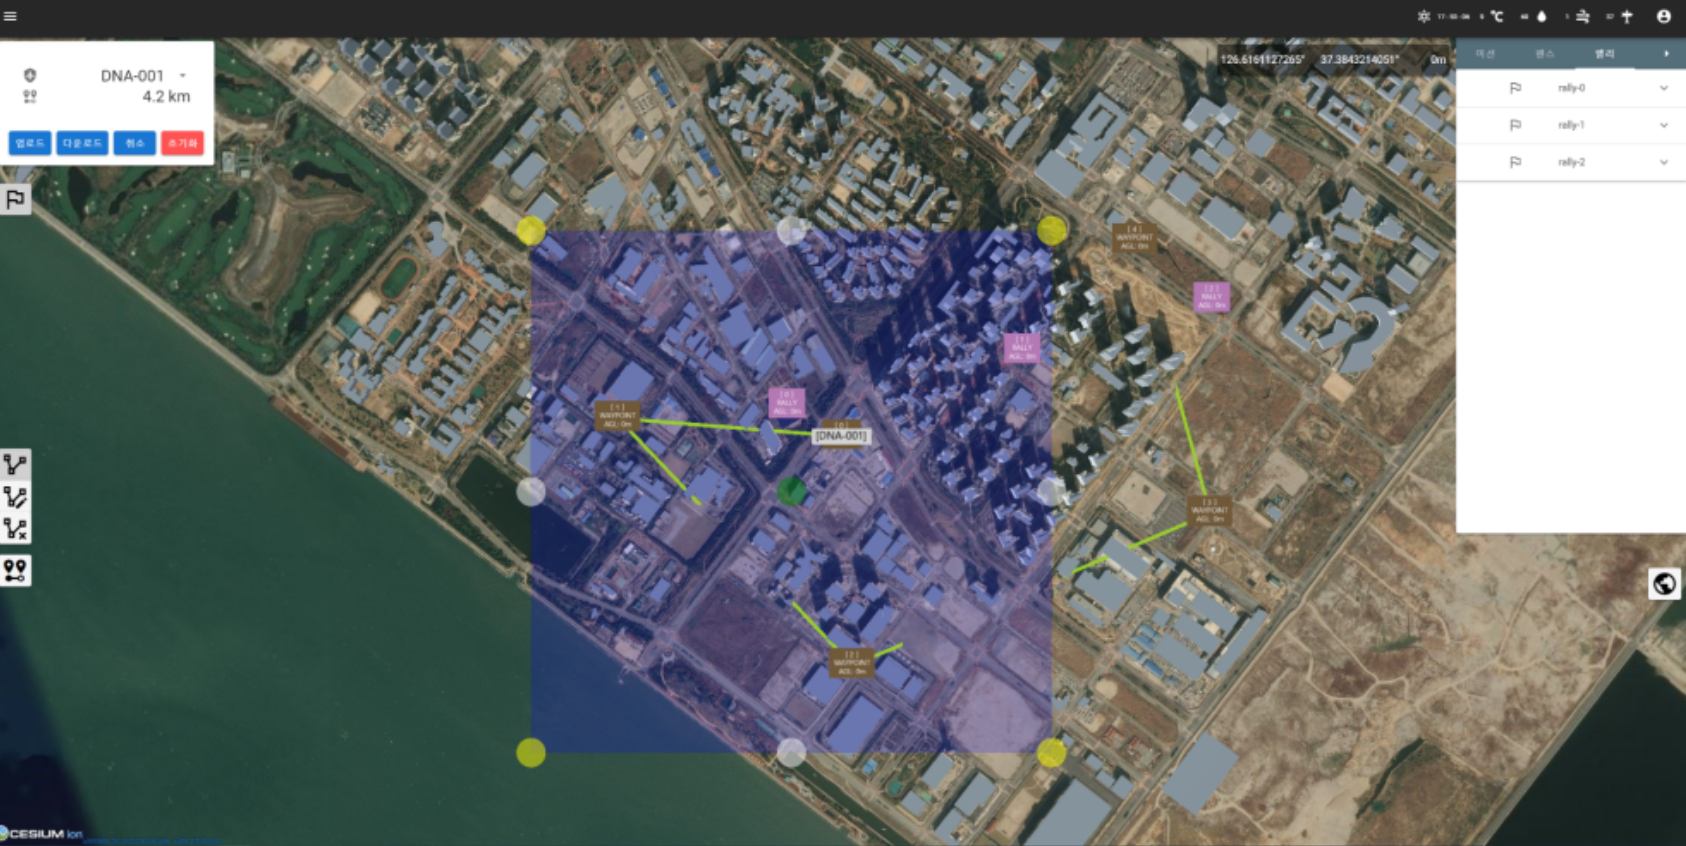 DNA-001
4.2 km
업로드 다운로드 취소 초기화
126.6161127265° 37.3843214051° 0m
미션 펜스 랠리
rally-0
rally-1
rally-2
[4]
WAYPOINT
AGL: 0m
[2]
RALLY
AGL: 0m
[1]
RALLY
AGL: 0m
[0]
RALLY
AGL: 0m
[1]
WAYPOINT
AGL: 0m
[0]
[DNA-001]
[3]
WAYPOINT
AGL: 0m
[2]
WAYPOINT
AGL: 0m
CESIUM ion